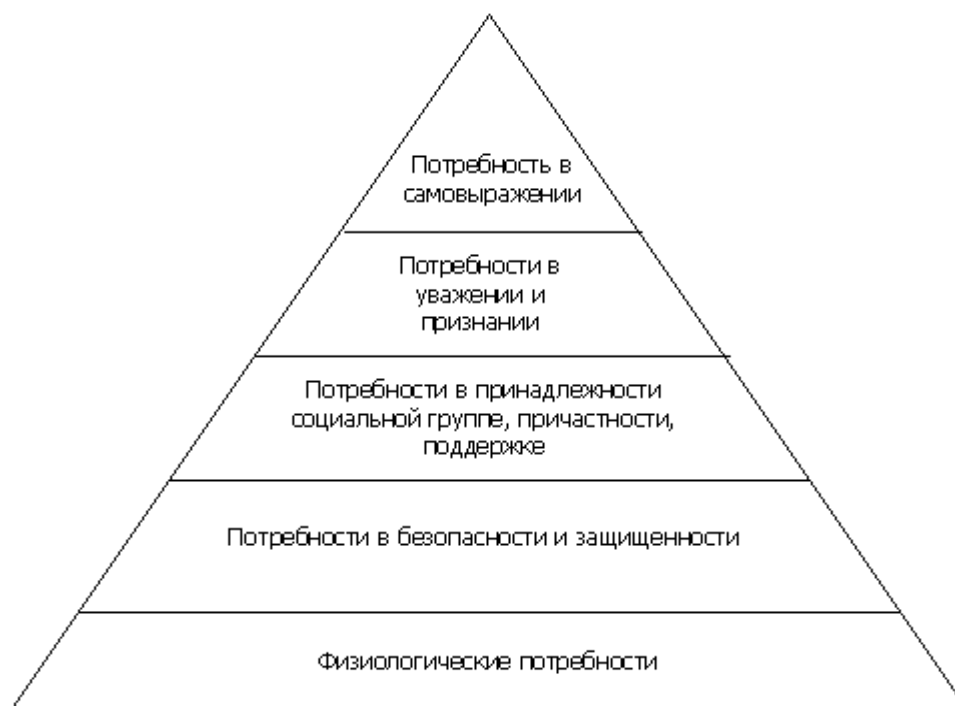 Потребность в
самовыражении
Потребности в
уважении и
признании
Потребности в принадлежности
социальной группе, причастности,
поддержке
Потребности в безопасности и защищенности
Физиологические потребности